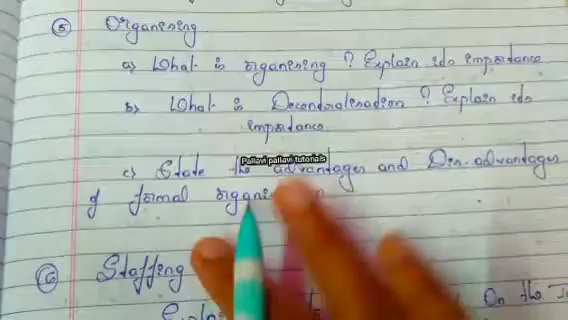 5 Organising
a) What is organising ? Explain its importance
b) What is Decentralisation ? Explain its
importance
Pallavi pallavi tutorials
c) State the advantages and Dis-advantages
of formal
6 Staffing
On the